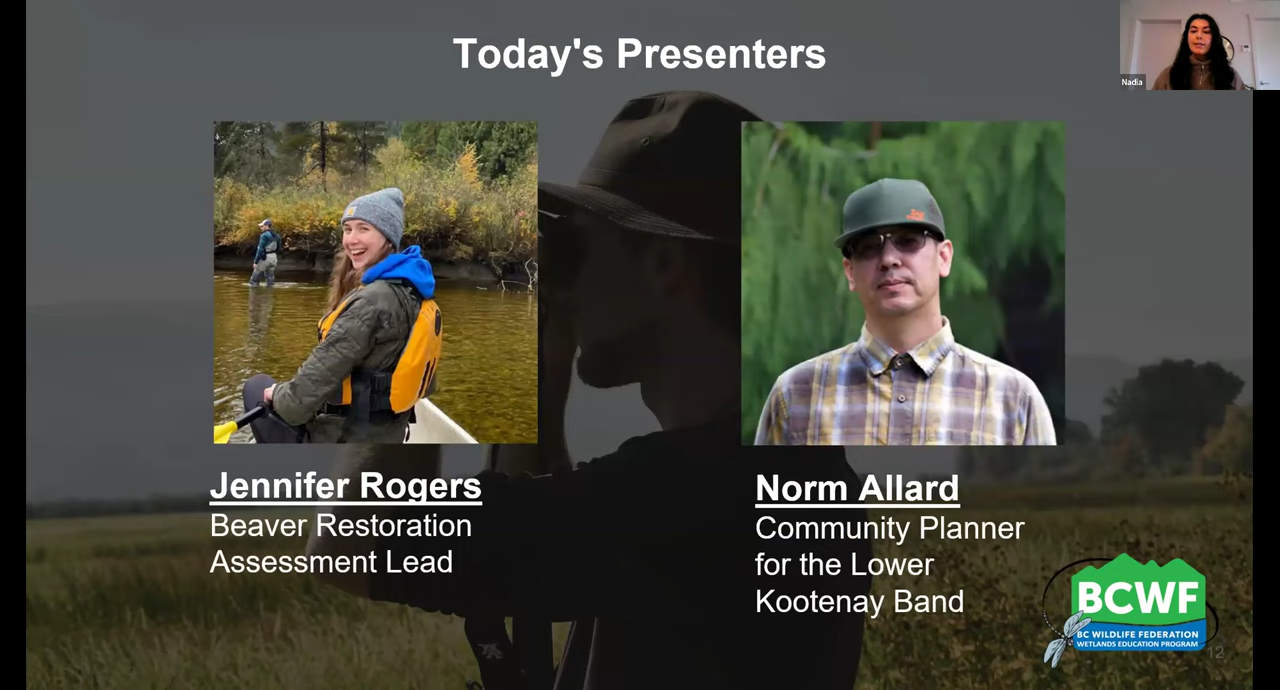 Today's Presenters
Nadia
Jennifer Rogers
Beaver Restoration
Assessment Lead
Norm Allard
Community Planner
for the Lower
Kootenay Band
BCWF
BC WILDLIFE FEDERATION
WETLANDS EDUCATION PROGRAM
12